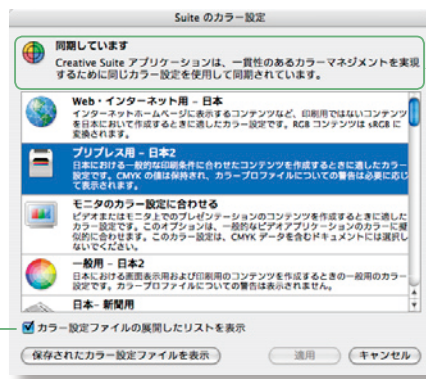 Suite のカラー設定
同期しています
Creative Suite アプリケーションは、一貫性のあるカラーマネジメントを実現
するために同じカラー設定を使用して同期されています。
Web・インターネット用 – 日本
インターネットホームページに表示するコンテンツなど、印刷用ではないコンテンツ
を日本において作成するときに適したカラー設定です。RGB コンテンツは sRGB に
変換されます。
プリプレス用 – 日本2
日本における一般的な印刷条件に合わせたコンテンツを作成するときに適したカラー
設定です。CMYK の値は保持され、カラープロファイルについての警告は必要に応じ
て表示されます。
モニタのカラー設定に合わせる
ビデオまたはモニタ上でのプレゼンテーションのコンテンツを作成するときに適した
カラー設定です。このオプションは、一般的なビデオアプリケーションのカラーに擬
似的に合わせます。このカラー設定は、CMYK データを含むドキュメントには選択し
ないでください。
一般用 – 日本2
日本における画面表示用および印刷用のコンテンツを作成するときの一般用のカラー
設定です。カラープロファイルについての警告は表示されません。
日本– 新聞用
カラー設定ファイルの展開したリストを表示
保存されたカラー設定ファイルを表示
適用
キャンセル